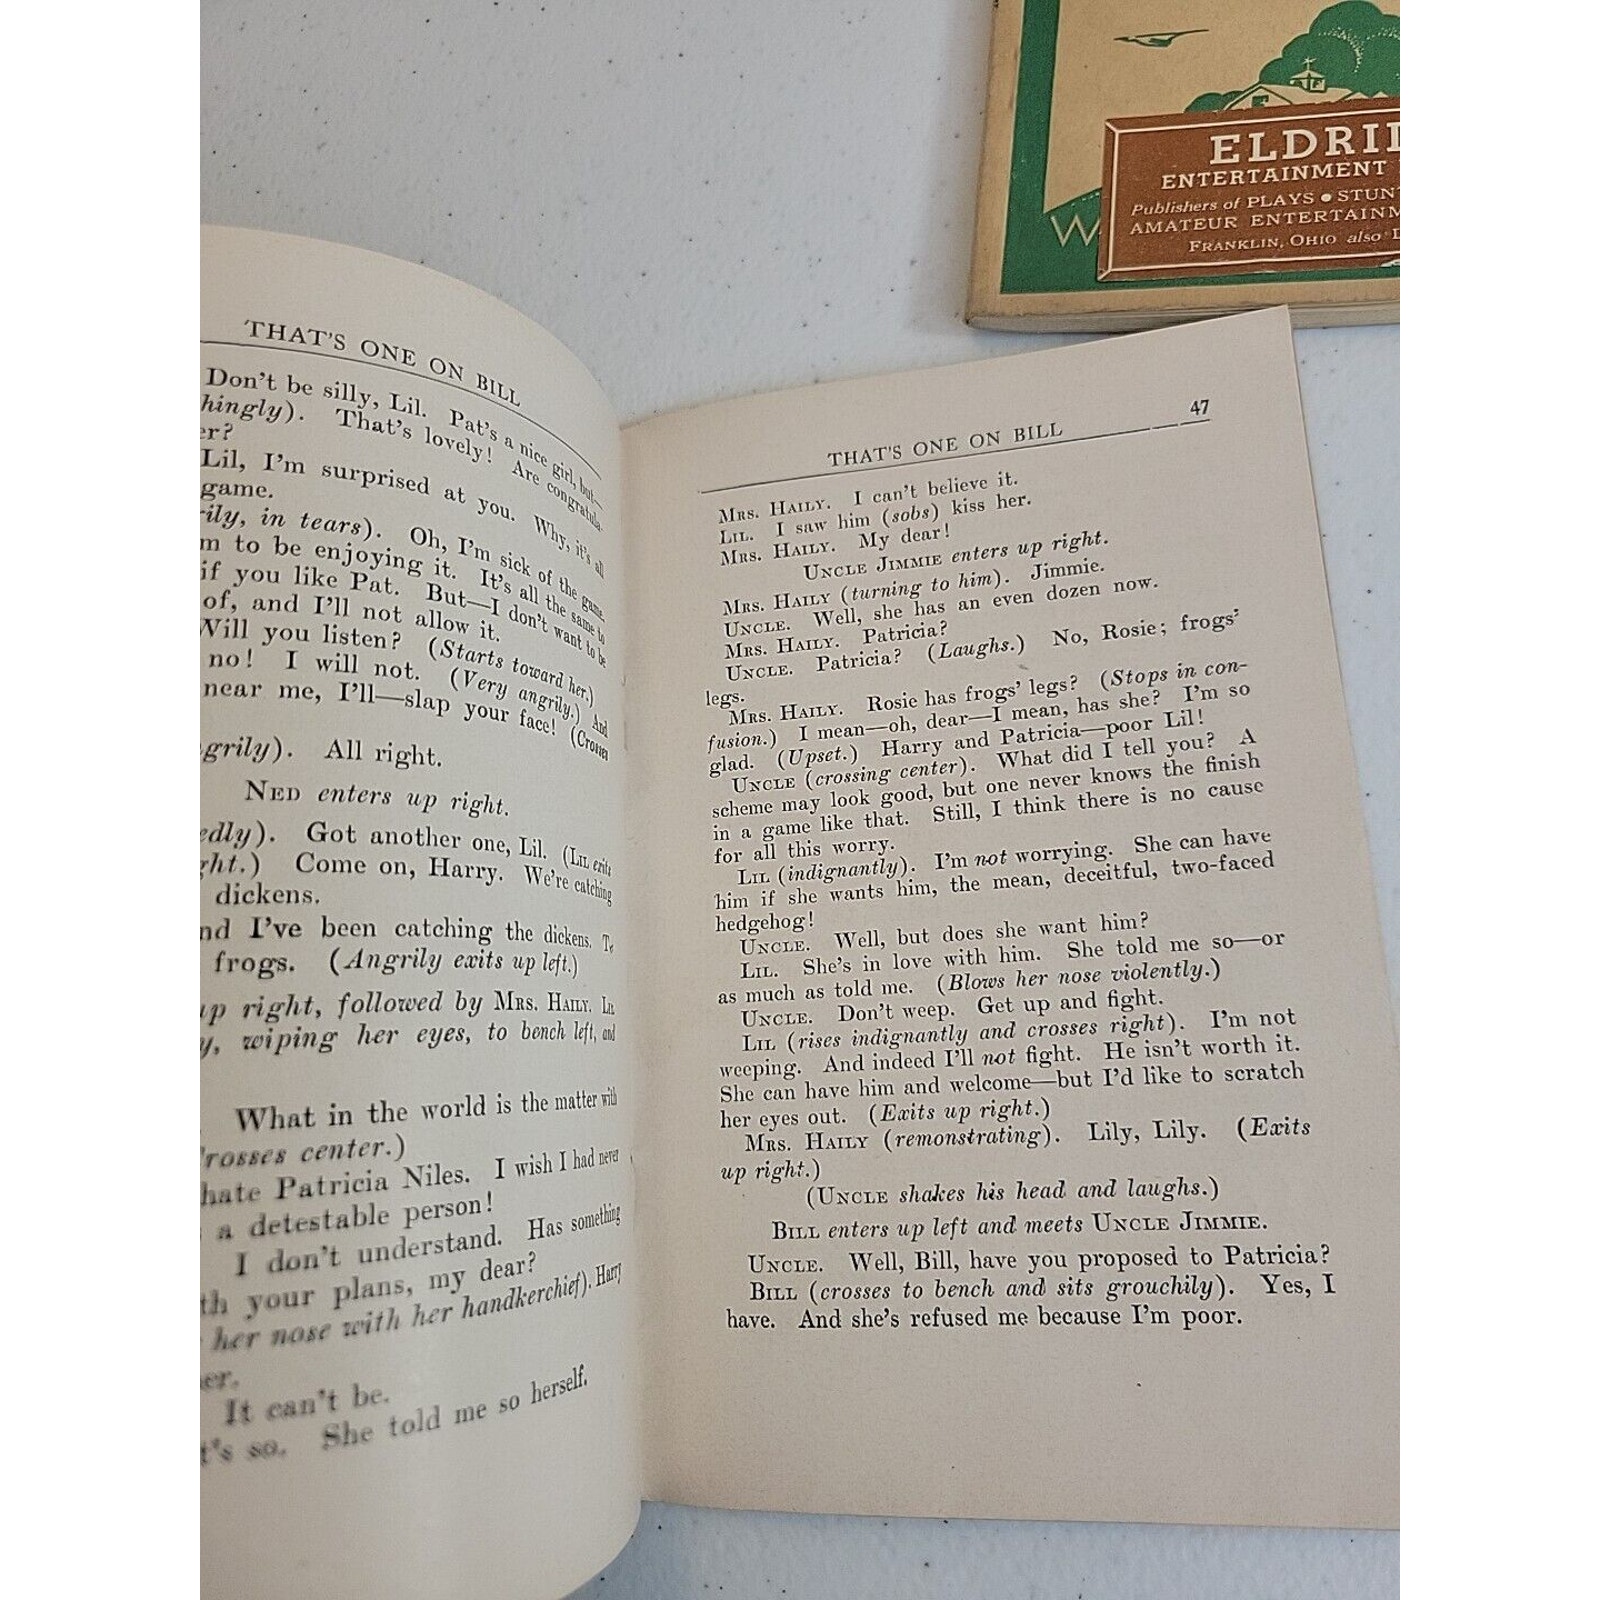 ELDRI
ENTERTAINMENT
Publishers of PLAYS • STUN
AMATEUR ENTERTAINM
FRANKLIN, OHIO also
THAT'S ONE ON BILL
Don't be silly, Lil. Pat's a nice girl, but—
hingly). That's lovely! Are congratula-
er?
Lil, I'm surprised at you. Why, it's all
game.
rily, in tears). Oh, I'm sick of the game.
m to be enjoying it. It's all the same to
if you like Pat. But—I don't want to be
of, and I'll not allow it.
Will you listen? (Starts toward her.)
no! I will not. (Very angrily.) And
near me, I'll—slap your face! (Crosses
ngrily). All right.
NED enters up right.
edly). Got another one, Lil. (LIL exits
ght.) Come on, Harry. We're catching
dickens.
nd I've been catching the dickens. To
frogs. (Angrily exits up left.)
up right, followed by MRS. HAILY. LIL
y, wiping her eyes, to bench left, and
What in the world is the matter with
Crosses center.)
hate Patricia Niles. I wish I had never
a detestable person!
I don't understand. Has something
th your plans, my dear?
her nose with her handkerchief). Harry
er.
It can't be.
t's so. She told me so herself.
47
THAT'S ONE ON BILL
MRS. HAILY. I can't believe it.
LIL. I saw him (sobs) kiss her.
MRS. HAILY. My dear!
UNCLE JIMMIE enters up right.
MRS. HAILY (turning to him). Jimmie.
UNCLE. Well, she has an even dozen now.
MRS. HAILY. Patricia?
UNCLE. Patricia? (Laughs.) No, Rosie; frogs'
legs.
MRS. HAILY. Rosie has frogs' legs? (Stops in con-
fusion.) I mean—oh, dear—I mean, has she? I'm so
glad. (Upset.) Harry and Patricia—poor Lil!
UNCLE (crossing center). What did I tell you? A
scheme may look good, but one never knows the finish
in a game like that. Still, I think there is no cause
for all this worry.
LIL (indignantly). I'm not worrying. She can have
him if she wants him, the mean, deceitful, two-faced
hedgehog!
UNCLE. Well, but does she want him?
LIL. She's in love with him. She told me so—or
as much as told me. (Blows her nose violently.)
UNCLE. Don't weep. Get up and fight.
LIL (rises indignantly and crosses right). I'm not
weeping. And indeed I'll not fight. He isn't worth it.
She can have him and welcome—but I'd like to scratch
her eyes out. (Exits up right.)
MRS. HAILY (remonstrating). Lily, Lily. (Exits
up right.)
(UNCLE shakes his head and laughs.)
BILL enters up left and meets UNCLE JIMMIE.
UNCLE. Well, Bill, have you proposed to Patricia?
BILL (crosses to bench and sits grouchily). Yes, I
have. And she's refused me because I'm poor.